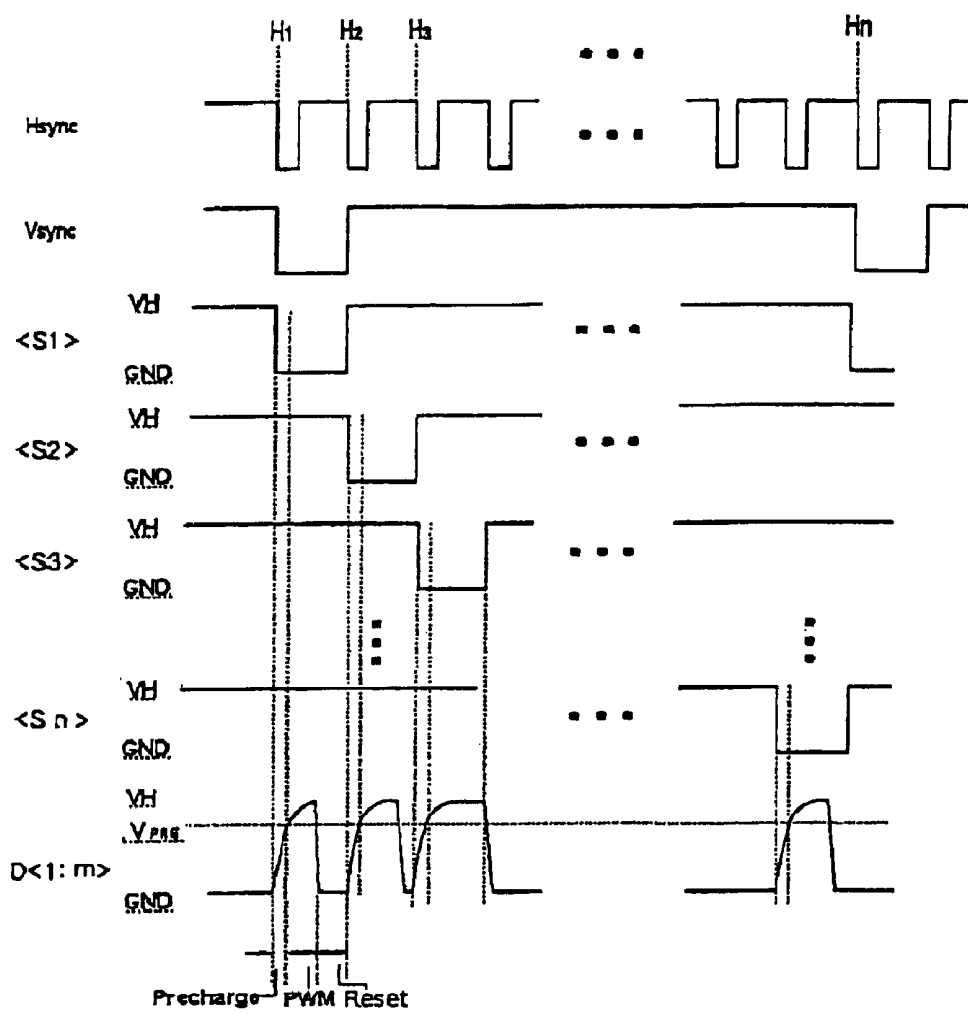 H1 H2 H3 Hn
Hsync
Vsync
VH
<S1>
GND
VH
<S2>
GND
VH
<S3>
GND
VH
<S n>
GND
VH
VPRE
D<1: m>
GND
Precharge PWM Reset